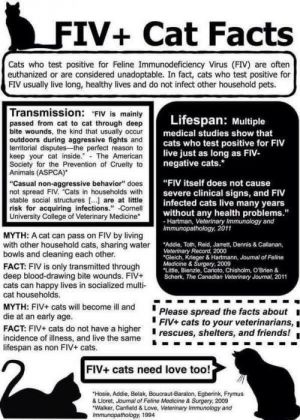 FIV+ Cat Facts
Cats who test positive for Feline Immunodeficiency Virus (FIV) are often
euthanized or are considered unadoptable. In fact, cats who test positive for
FIV usually live long, healthy lives and do not infect other household pets.
Transmission: "FIV is mainly
passed from cat to cat through deep
bite wounds, the kind that usually occur
outdoors during aggressive fights and
territorial disputes—the perfect reason to
keep your cat inside." - The American
Society for the Prevention of Cruelty to
Animals (ASPCA)*
"Casual non-aggressive behavior" does
not spread FIV. "Cats in households with
stable social structures [...] are at little
risk for acquiring infections." -Cornell
University College of Veterinary Medicine*
MYTH: A cat can pass on FIV by living
with other household cats, sharing water
bowls and cleaning each other.
FACT: FIV is only transmitted through
deep blood-drawing bite wounds. FIV+
cats can happy lives in socialized multi-
cat households.
MYTH: FIV+ cats will become ill and
die at an early age.
FACT: FIV+ cats do not have a higher
incidence of illness, and live the same
lifespan as non FIV+ cats.
Lifespan: Multiple
medical studies show that
cats who test positive for FIV
live just as long as FIV-
negative cats.*
"FIV itself does not cause
severe clinical signs, and FIV
infected cats live many years
without any health problems."
- Hartman, Veterinary Immunology and
Immunopathology, 2011
*Addie, Toth, Reid, Jarrett, Dennis & Callanan,
Veterinary Record, 2000
*Gleich, Krieger & Hartmann, Journal of Feline
Medicine & Surgery, 2009
*Little, Bienzle, Carioto, Chisholm, O'Brien &
Scherk, The Canadian Veterinary Journal, 2011
Please spread the facts about
FIV+ cats to your veterinarians,
rescues, shelters, and friends!
FIV+ cats need love too!
*Hosie, Addie, Belak, Boucraut-Baralon, Egberink, Frymus
& Lloret, Journal of Feline Medicine & Surgery, 2009
*Walker, Canfield & Love, Veterinary Immunology and
Immunopathology, 1994